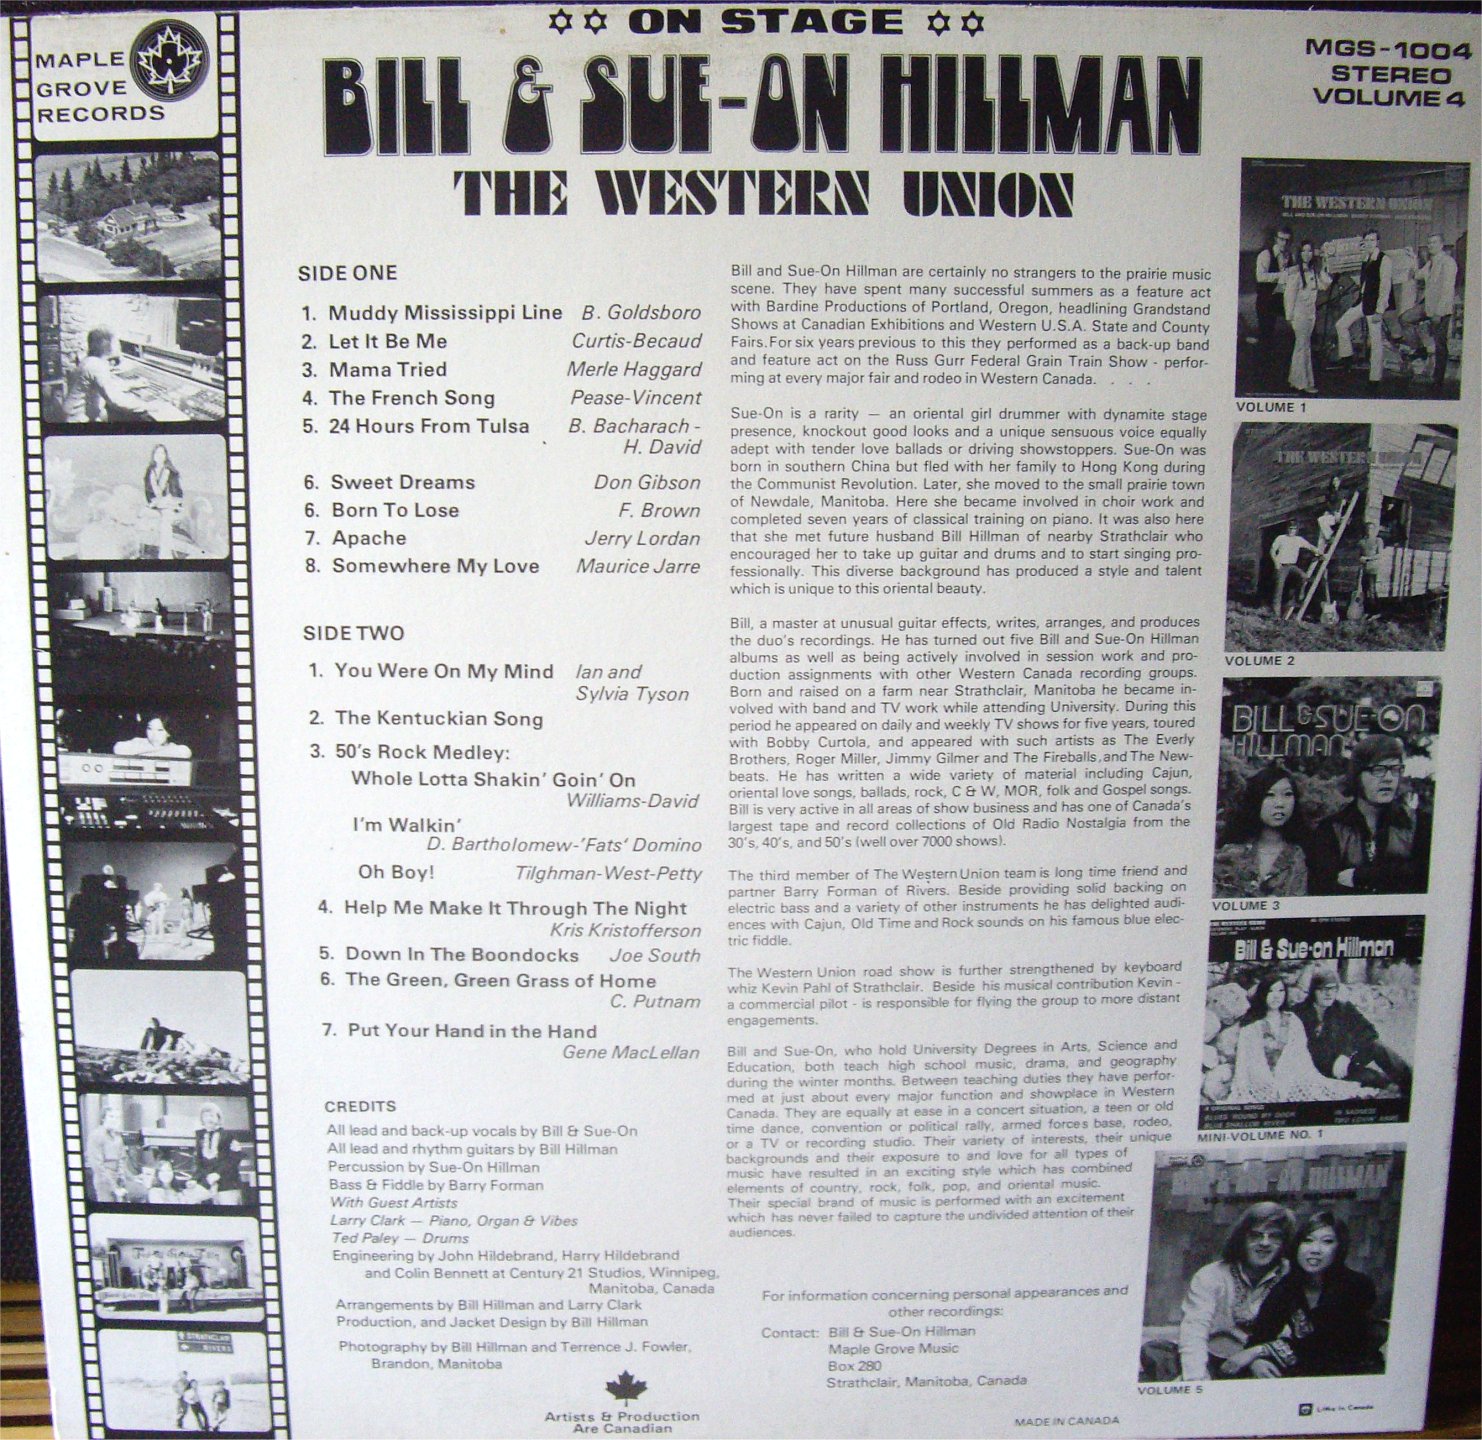 ✡✡ ON STAGE ✡✡
MAPLE
GROVE
RECORDS
BILL & SUE-ON HILLMAN
THE WESTERN UNION
MGS-1004
STEREO
VOLUME 4
SIDE ONE
1. Muddy Mississippi Line B. Goldsboro
2. Let It Be Me Curtis-Becaud
3. Mama Tried Merle Haggard
4. The French Song Pease-Vincent
5. 24 Hours From Tulsa B. Bacharach -
H. David
6. Sweet Dreams Don Gibson
6. Born To Lose F. Brown
7. Apache Jerry Lordan
8. Somewhere My Love Maurice Jarre
SIDE TWO
1. You Were On My Mind Ian and
Sylvia Tyson
2. The Kentuckian Song
3. 50's Rock Medley:
Whole Lotta Shakin' Goin' On
Williams-David
I'm Walkin'
D. Bartholomew-'Fats' Domino
Oh Boy! Tilghman-West-Petty
4. Help Me Make It Through The Night
Kris Kristofferson
5. Down In The Boondocks Joe South
6. The Green, Green Grass of Home
C. Putnam
7. Put Your Hand in the Hand
Gene MacLellan
CREDITS
All lead and back-up vocals by Bill & Sue-On
All lead and rhythm guitars by Bill Hillman
Percussion by Sue-On Hillman
Bass & Fiddle by Barry Forman
With Guest Artists
Larry Clark — Piano, Organ & Vibes
Ted Paley — Drums
Engineering by John Hildebrand, Harry Hildebrand
and Colin Bennett at Century 21 Studios, Winnipeg,
Manitoba, Canada
Arrangements by Bill Hillman and Larry Clark
Production, and Jacket Design by Bill Hillman
Photography by Bill Hillman and Terrence J. Fowler,
Brandon, Manitoba
Artists & Production
Are Canadian
Bill and Sue-On Hillman are certainly no strangers to the prairie music
scene. They have spent many successful summers as a feature act
with Bardine Productions of Portland, Oregon, headlining Grandstand
Shows at Canadian Exhibitions and Western U.S.A. State and County
Fairs. For six years previous to this they performed as a back-up band
and feature act on the Russ Gurr Federal Grain Train Show - perfor-
ming at every major fair and rodeo in Western Canada. . . .
Sue-On is a rarity — an oriental girl drummer with dynamite stage
presence, knockout good looks and a unique sensuous voice equally
adept with tender love ballads or driving showstoppers. Sue-On was
born in southern China but fled with her family to Hong Kong during
the Communist Revolution. Later, she moved to the small prairie town
of Newdale, Manitoba. Here she became involved in choir work and
completed seven years of classical training on piano. It was also here
that she met future husband Bill Hillman of nearby Strathclair who
encouraged her to take up guitar and drums and to start singing pro-
fessionally. This diverse background has produced a style and talent
which is unique to this oriental beauty.
Bill, a master at unusual guitar effects, writes, arranges, and produces
the duo's recordings. He has turned out five Bill and Sue-On Hillman
albums as well as being actively involved in session work and pro-
duction assignments with other Western Canada recording groups.
Born and raised on a farm near Strathclair, Manitoba he became in-
volved with band and TV work while attending University. During this
period he appeared on daily and weekly TV shows for five years, toured
with Bobby Curtola, and appeared with such artists as The Everly
Brothers, Roger Miller, Jimmy Gilmer and The Fireballs,and The New-
beats. He has written a wide variety of material including Cajun,
oriental love songs, ballads, rock, C & W, MOR, folk and Gospel songs.
Bill is very active in all areas of show business and has one of Canada's
largest tape and record collections of Old Radio Nostalgia from the
30's, 40's, and 50's (well over 7000 shows).
The third member of The Western Union team is long time friend and
partner Barry Forman of Rivers. Beside providing solid backing on
electric bass and a variety of other instruments he has delighted audi-
ences with Cajun, Old Time and Rock sounds on his famous blue elec-
tric fiddle.
The Western Union road show is further strengthened by keyboard
whiz Kevin Pahl of Strathclair. Beside his musical contribution Kevin -
a commercial pilot - is responsible for flying the group to more distant
engagements.
Bill and Sue-On, who hold University Degrees in Arts, Science and
Education, both teach high school music, drama, and geography
during the winter months. Between teaching duties they have perfor-
med at just about every major function and showplace in Western
Canada. They are equally at ease in a concert situation, a teen or old
time dance, convention or political rally, armed forces base, rodeo,
or a TV or recording studio. Their variety of interests, their unique
backgrounds and their exposure to and love for all types of
music have resulted in an exciting style which has combined
elements of country, rock, folk, pop, and oriental music.
Their special brand of music is performed with an excitement
which has never failed to capture the undivided attention of their
audiences.
For information concerning personal appearances and
other recordings:
Contact: Bill & Sue-On Hillman
Maple Grove Music
Box 280
Strathclair, Manitoba, Canada
MADE IN CANADA
Litho in Canada
THE WESTERN UNION
VOLUME 1
THE WESTERN UNION
VOLUME 2
BILL & SUE-ON
HILLMAN
VOLUME 3
Bill & Sue-on Hillman
MINI-VOLUME NO. 1
HILLMAN
VOLUME 5
STRATHCLAIR
RIVERS